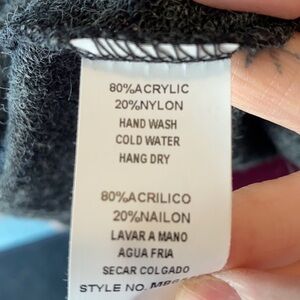 80%ACRYLIC
20%NYLON
HAND WASH
COLD WATER
HANG DRY
80%ACRILICO
20%NAILON
LAVAR A MANO
AGUA FRIA
SECAR COLGADO
STYLE NO.